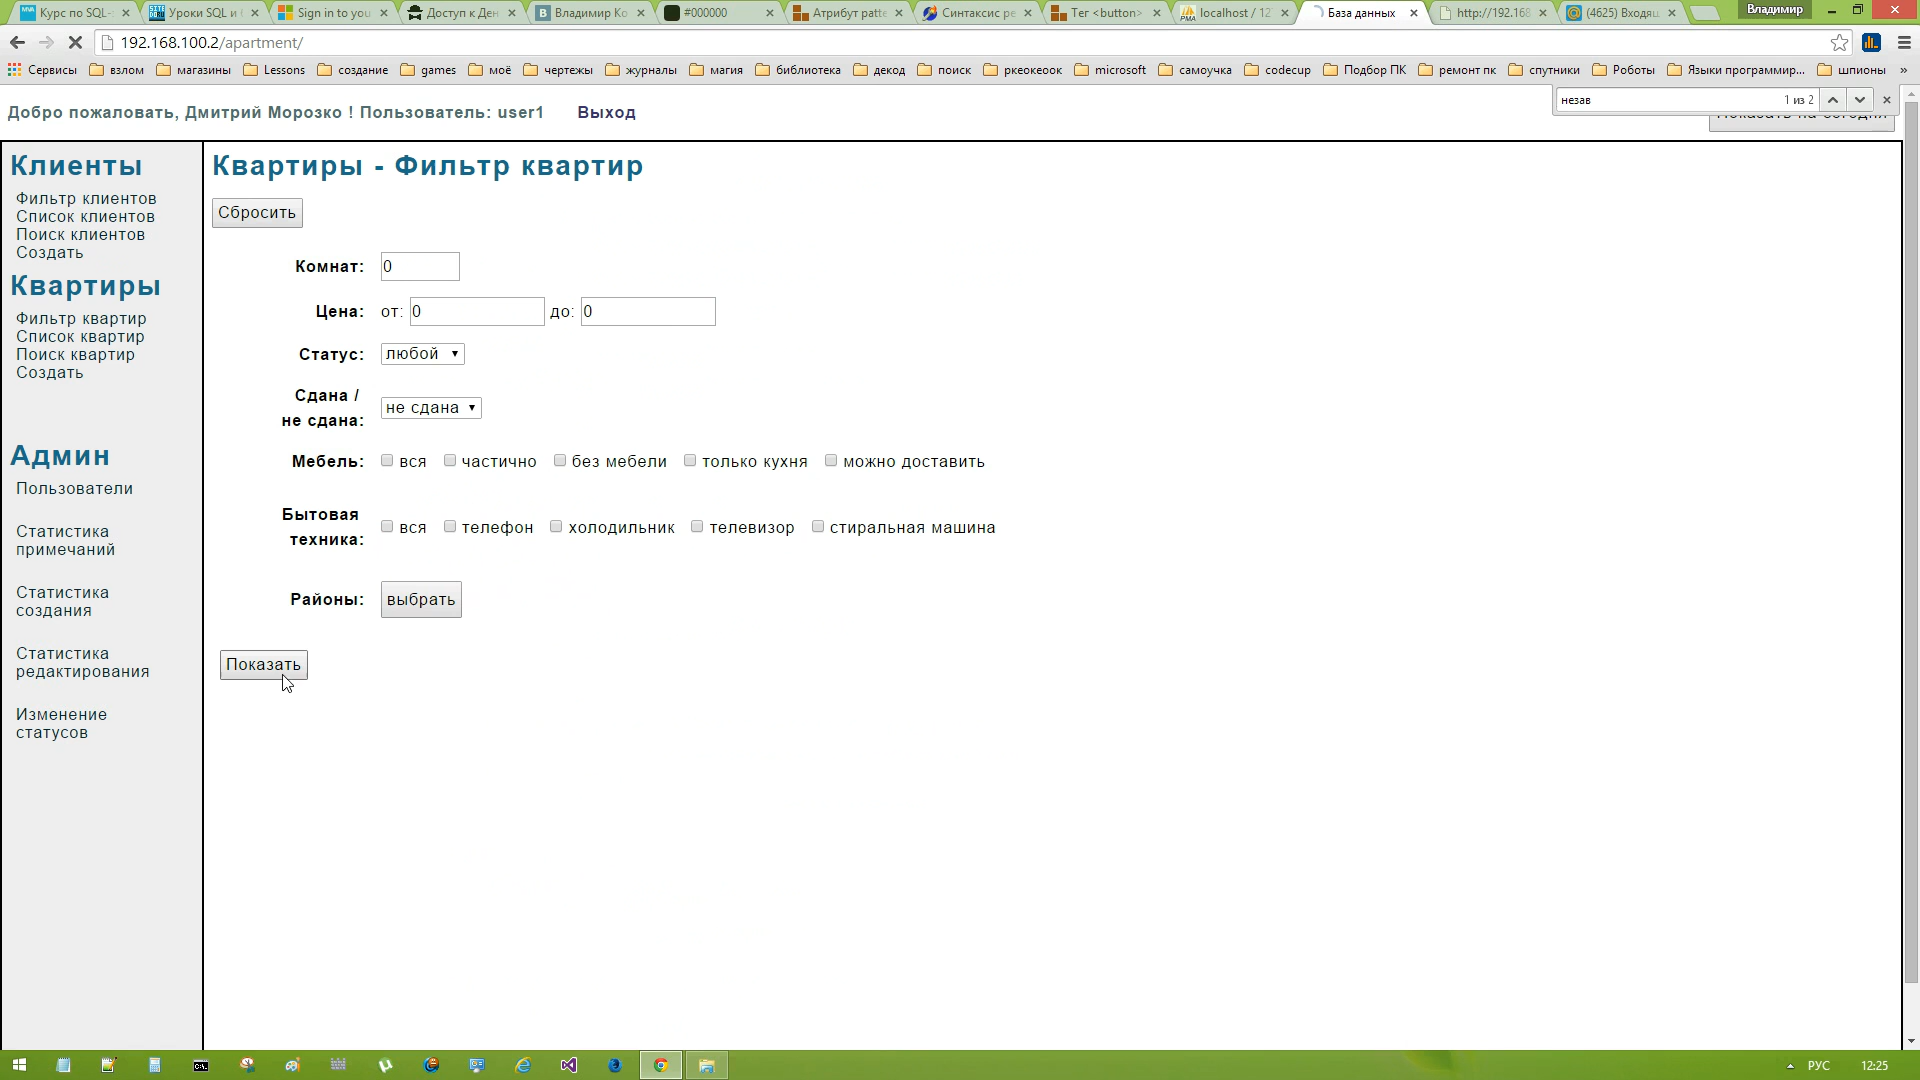 Курс по SQL-
Уроки SQL и
Sign in to you
Доступ к Ден
Владимир Ко
#000000
Атрибут patte
Синтаксис ре
Тег <button>
localhost / 12
База данных
http://192.168
(4625) Входящ
Владимир
192.168.100.2/apartment/
Сервисы взлом магазины Lessons создание games моё чертежы журналы магия библиотека декод поиск ркеокеоок microsoft самоучка codecup Подбор ПК ремонт пк спутники Роботы Языки программир... шпионы »
незав 1 из 2
Добро пожаловать, Дмитрий Морозко ! Пользователь: user1 Выход
Показать на сегодня
Клиенты
Фильтр клиентов
Список клиентов
Поиск клиентов
Создать
Квартиры
Фильтр квартир
Список квартир
Поиск квартир
Создать
Админ
Пользователи
Статистика
примечаний
Статистика
создания
Статистика
редактирования
Изменение
статусов
Квартиры - Фильтр квартир
Сбросить
Комнат: 0
Цена: от: 0 до: 0
Статус: любой
Сдана /
не сдана: не сдана
Мебель: вся частично без мебели только кухня можно доставить
Бытовая
техника: вся телефон холодильник телевизор стиральная машина
Районы: выбрать
Показать
РУС 12:25